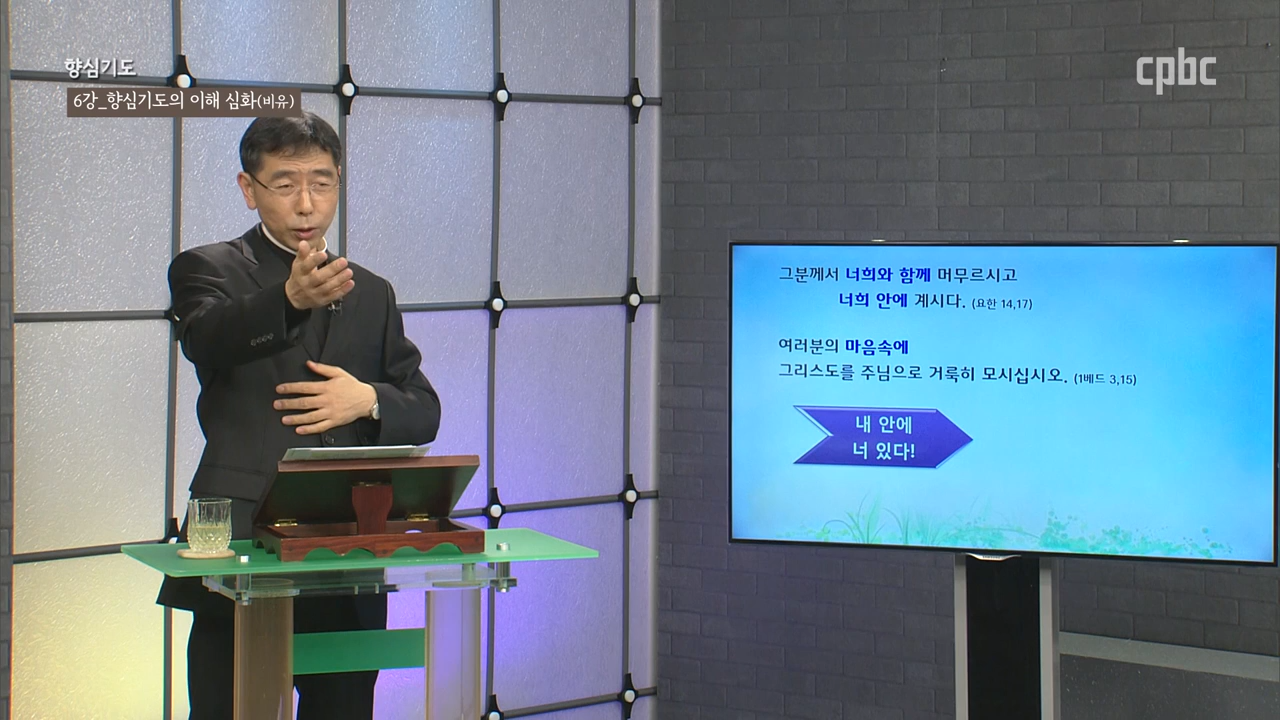 향심기도
6강_향심기도의 이해 심화(비유)
cpbc
그분께서 너희와 함께 머무르시고
너희 안에 계시다. (요한 14,17)
여러분의 마음속에
그리스도를 주님으로 거룩히 모시십시오. (1베드 3,15)
내 안에
너 있다!